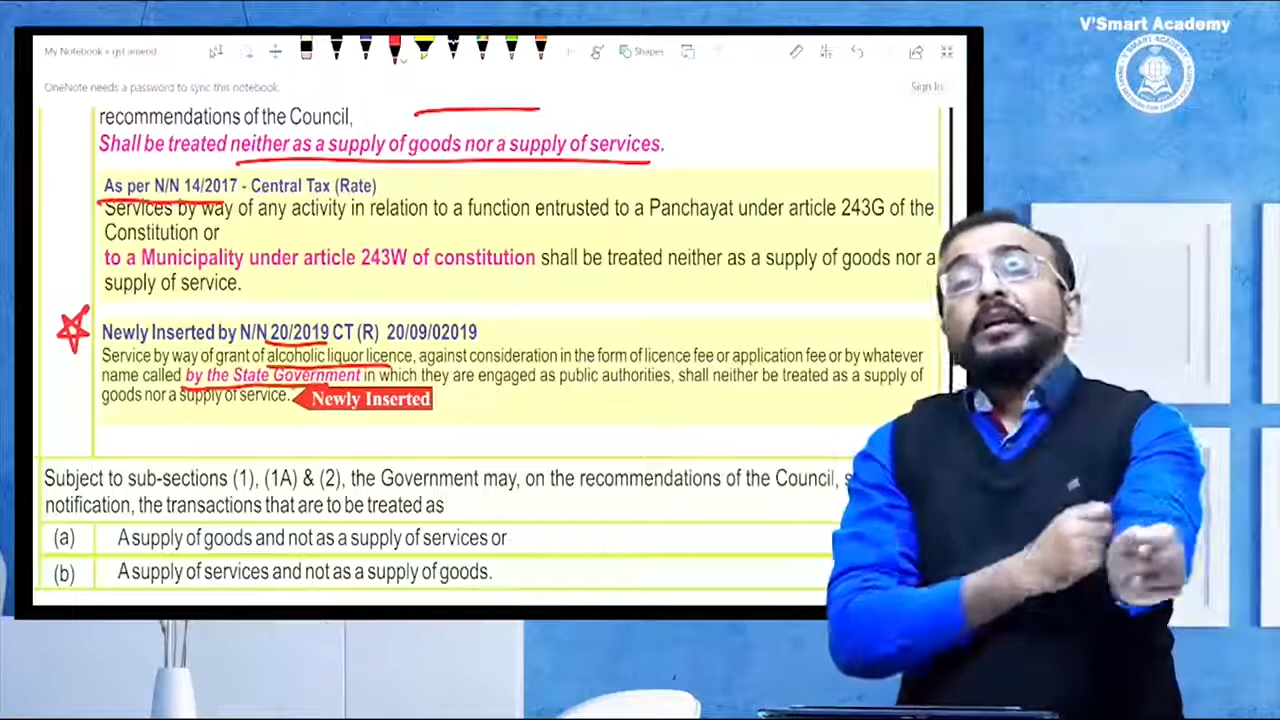 V'Smart Academy
My Notebook » gst amend
Shapes
OneNote needs a password to sync this notebook.
Sign In
recommendations of the Council,
Shall be treated neither as a supply of goods nor a supply of services.
As per N/N 14/2017 - Central Tax (Rate)
Services by way of any activity in relation to a function entrusted to a Panchayat under article 243G of the
Constitution or
to a Municipality under article 243W of constitution shall be treated neither as a supply of goods nor a
supply of service.
Newly Inserted by N/N 20/2019 CT (R) 20/09/02019
Service by way of grant of alcoholic liquor licence, against consideration in the form of licence fee or application fee or by whatever
name called by the State Government in which they are engaged as public authorities, shall neither be treated as a supply of
goods nor a supply of service. Newly Inserted
Subject to sub-sections (1), (1A) & (2), the Government may, on the recommendations of the Council,
notification, the transactions that are to be treated as
(a) A supply of goods and not as a supply of services or
(b) A supply of services and not as a supply of goods.